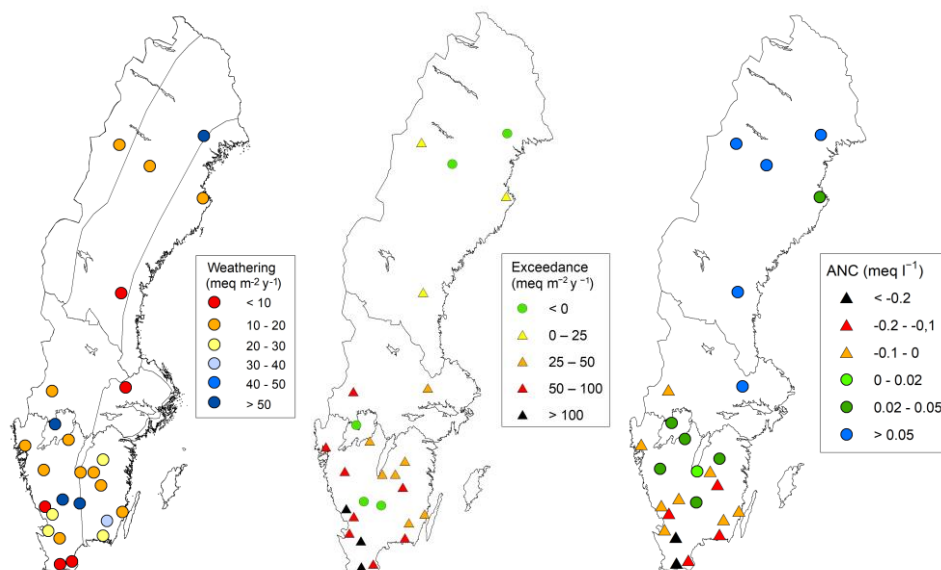 Weathering
(meq m⁻² y⁻¹)
< 10
10 - 20
20 - 30
30 - 40
40 - 50
> 50
Exceedance
(meq m⁻² y⁻¹)
< 0
0 – 25
25 – 50
50 – 100
> 100
ANC (meq l⁻¹)
< -0.2
-0.2 - -0,1
-0.1 - 0
0 - 0.02
0.02 - 0.05
> 0.05